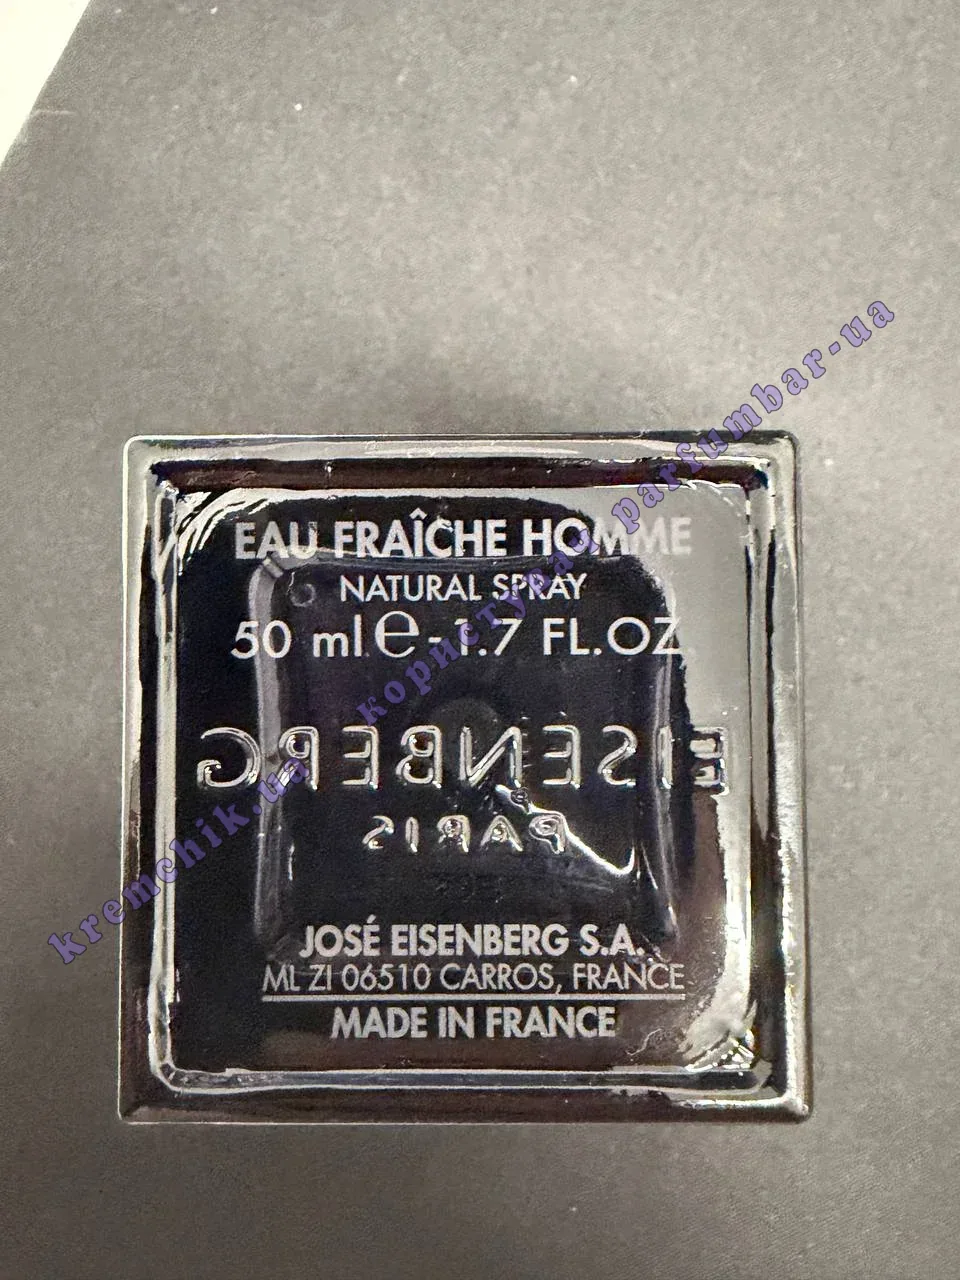 EAU FRAÎCHE HOMME
NATURAL SPRAY
50 ml e - 1.7 FL.OZ.
EISENBERG
PARIS
JOSÉ EISENBERG S.A.
ML ZI 06510 CARROS, FRANCE
MADE IN FRANCE
kremchik.ua користувач parfumbar-ua